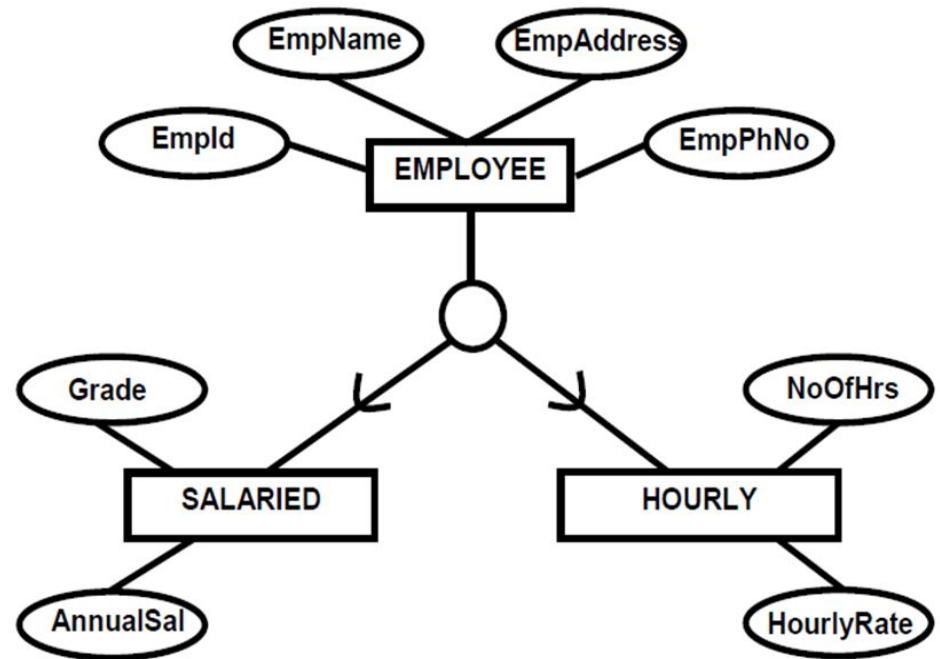 EmpName
EmpAddress
EmpId
EmpPhNo
EMPLOYEE
Grade
NoOfHrs
SALARIED
HOURLY
AnnualSal
HourlyRate